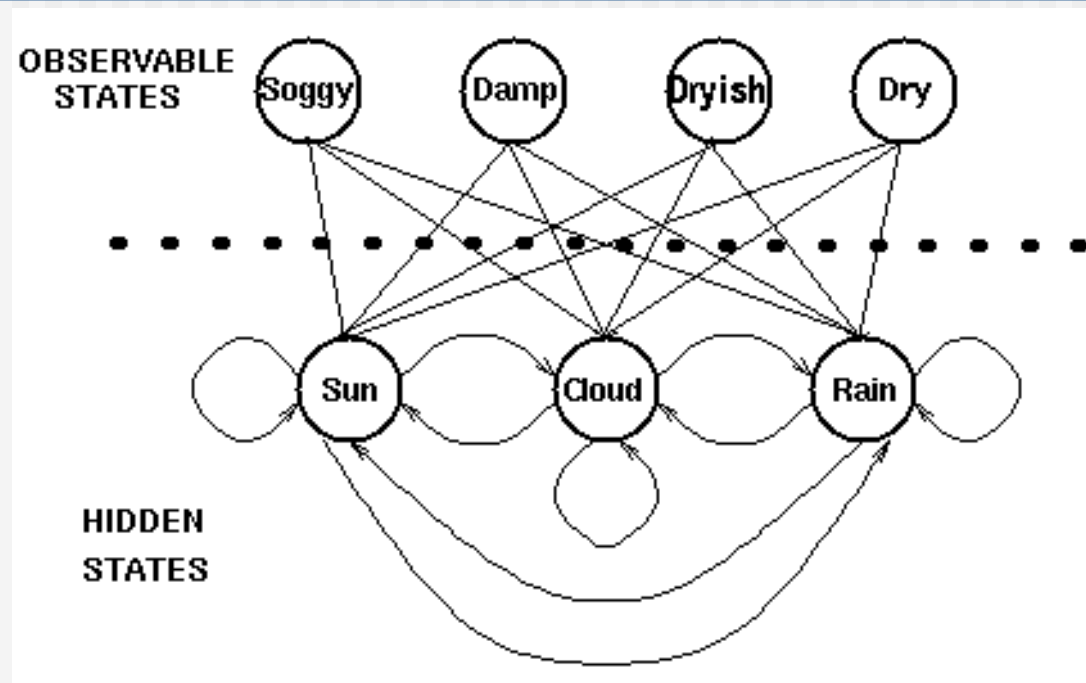 OBSERVABLE
STATES
Soggy
Damp
Dryish
Dry
Sun
Cloud
Rain
HIDDEN
STATES